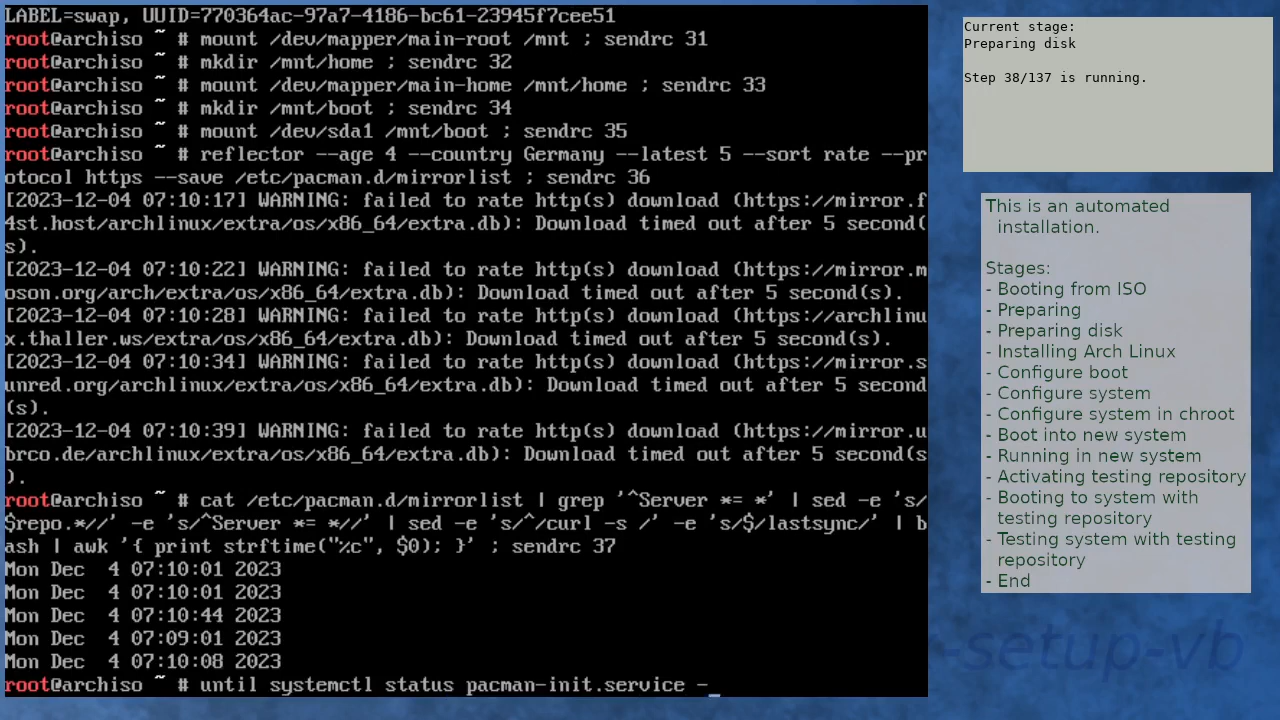 LABEL=swap, UUID=770364ac-97a7-4186-bc61-23945f7cee51
root@archiso ~ # mount /dev/mapper/main-root /mnt ; sendrc 31
root@archiso ~ # mkdir /mnt/home ; sendrc 32
root@archiso ~ # mount /dev/mapper/main-home /mnt/home ; sendrc 33
root@archiso ~ # mkdir /mnt/boot ; sendrc 34
root@archiso ~ # mount /dev/sda1 /mnt/boot ; sendrc 35
root@archiso ~ # reflector --age 4 --country Germany --latest 5 --sort rate --pr
otocol https --save /etc/pacman.d/mirrorlist ; sendrc 36
[2023-12-04 07:10:17] WARNING: failed to rate http(s) download (https://mirror.f
4st.host/archlinux/extra/os/x86_64/extra.db): Download timed out after 5 second(
s).
[2023-12-04 07:10:22] WARNING: failed to rate http(s) download (https://mirror.m
oson.org/arch/extra/os/x86_64/extra.db): Download timed out after 5 second(s).
[2023-12-04 07:10:28] WARNING: failed to rate http(s) download (https://archlinu
x.thaller.ws/extra/os/x86_64/extra.db): Download timed out after 5 second(s).
[2023-12-04 07:10:34] WARNING: failed to rate http(s) download (https://mirror.s
unred.org/archlinux/extra/os/x86_64/extra.db): Download timed out after 5 second
(s).
[2023-12-04 07:10:39] WARNING: failed to rate http(s) download (https://mirror.u
brco.de/archlinux/extra/os/x86_64/extra.db): Download timed out after 5 second(s
).
root@archiso ~ # cat /etc/pacman.d/mirrorlist | grep '^Server *= *' | sed -e 's/
$repo.*//' -e 's/^Server *= *//' | sed -e 's/^/curl -s /' -e 's/$/lastsync/' | b
ash | awk '{ print strftime("%c", $0); }' ; sendrc 37
Mon Dec  4 07:10:01 2023
Mon Dec  4 07:10:01 2023
Mon Dec  4 07:10:44 2023
Mon Dec  4 07:09:01 2023
Mon Dec  4 07:10:08 2023
root@archiso ~ # until systemctl status pacman-init.service -_
Current stage:
Preparing disk
Step 38/137 is running.
This is an automated
installation.
Stages:
- Booting from ISO
- Preparing
- Preparing disk
- Installing Arch Linux
- Configure boot
- Configure system
- Configure system in chroot
- Boot into new system
- Running in new system
- Activating testing repository
- Booting to system with
testing repository
- Testing system with testing
repository
- End
-setup-vb